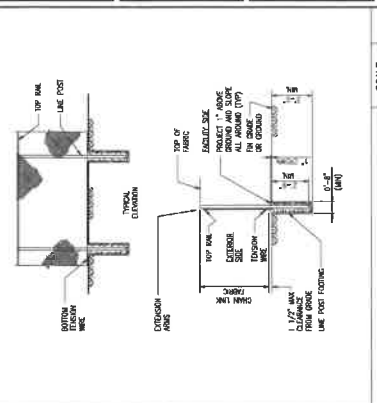 TOP RAIL
LINE POST
BOTTOM
TENSION
WIRE
TYPICAL
ELEVATION
EXTENSION
ARMS
TOP OF
FABRIC
TOP RAIL
EXTERIOR
SIDE
TENSION
WIRE
FACILITY SIDE
PROJECT 1" ABOVE
GROUND AND SLOPE
ALL AROUND (TYP)
FIN GRADE
OR GROUND
CHAIN LINK
FABRIC
1 1/2" MAX
CLEARANCE
FROM GRADE
LINE POST FOOTING
MIN.
0'-8"
(MIN)